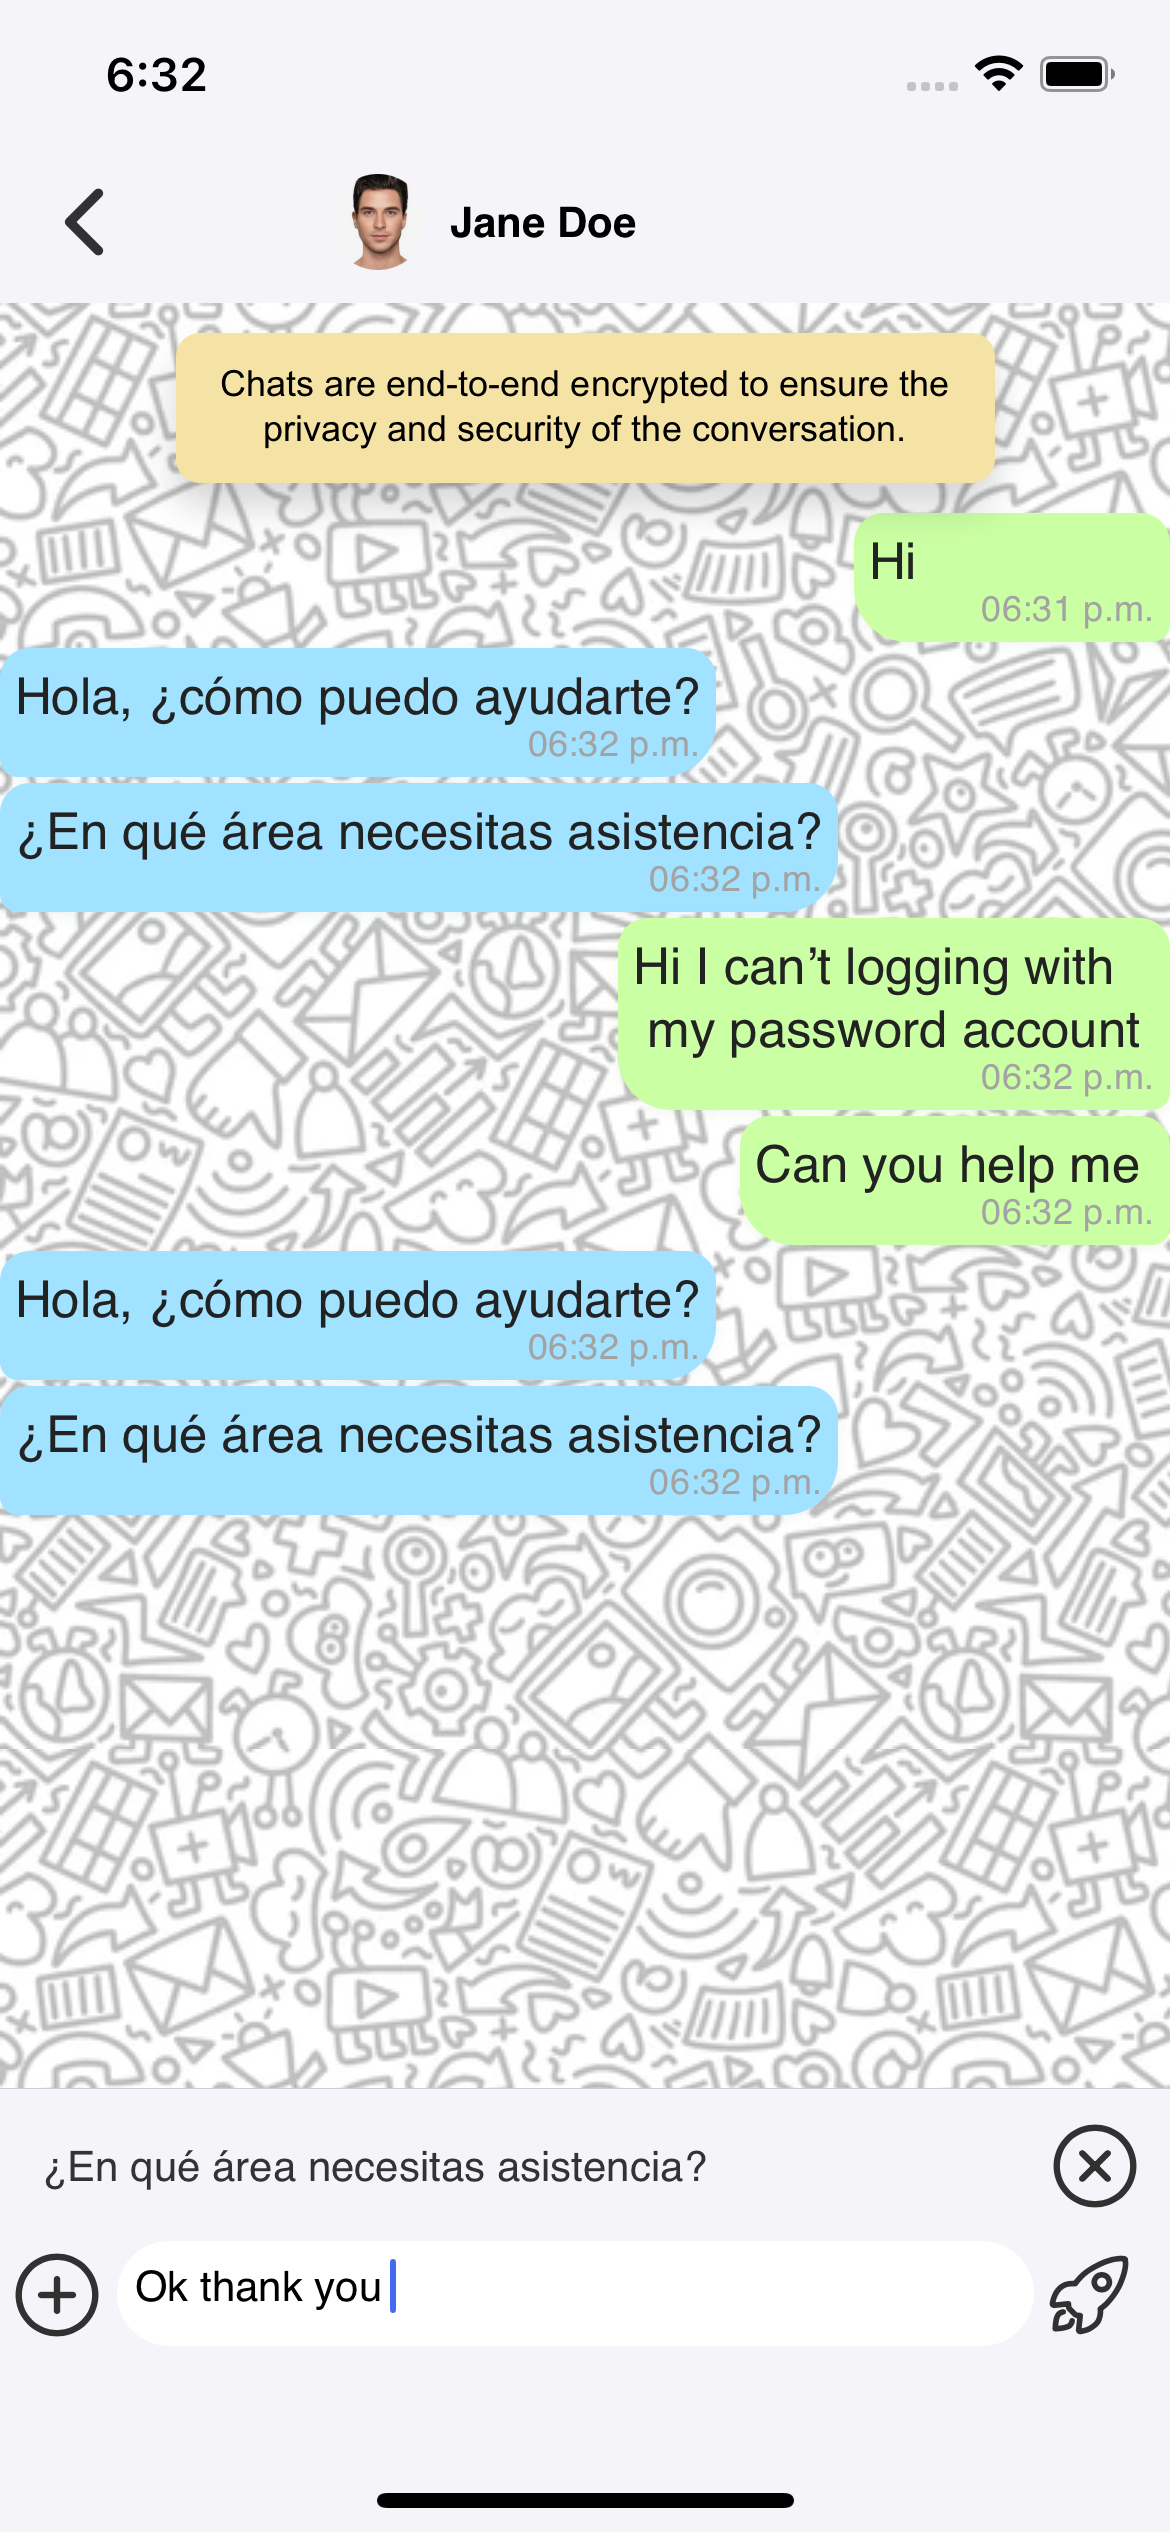 6:32
Jane Doe
Chats are end-to-end encrypted to ensure the
privacy and security of the conversation.
Hi
06:31 p.m.
Hola, ¿cómo puedo ayudarte?
06:32 p.m.
¿En qué área necesitas asistencia?
06:32 p.m.
Hi I can’t logging with
my password account
06:32 p.m.
Can you help me
06:32 p.m.
Hola, ¿cómo puedo ayudarte?
06:32 p.m.
¿En qué área necesitas asistencia?
06:32 p.m.
¿En qué área necesitas asistencia?
Ok thank you